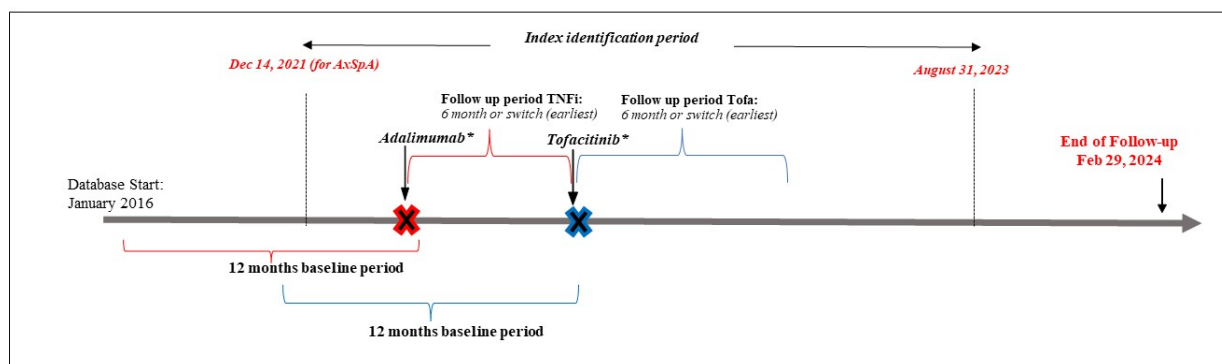 Index identification period
Dec 14, 2021 (for AxSpA)
August 31, 2023
Follow up period TNFi:
6 month or switch (earliest)
Follow up period Tofa:
6 month or switch (earliest)
Adalimumab*
Tofacitinib*
End of Follow-up
Feb 29, 2024
Database Start:
January 2016
12 months baseline period
12 months baseline period